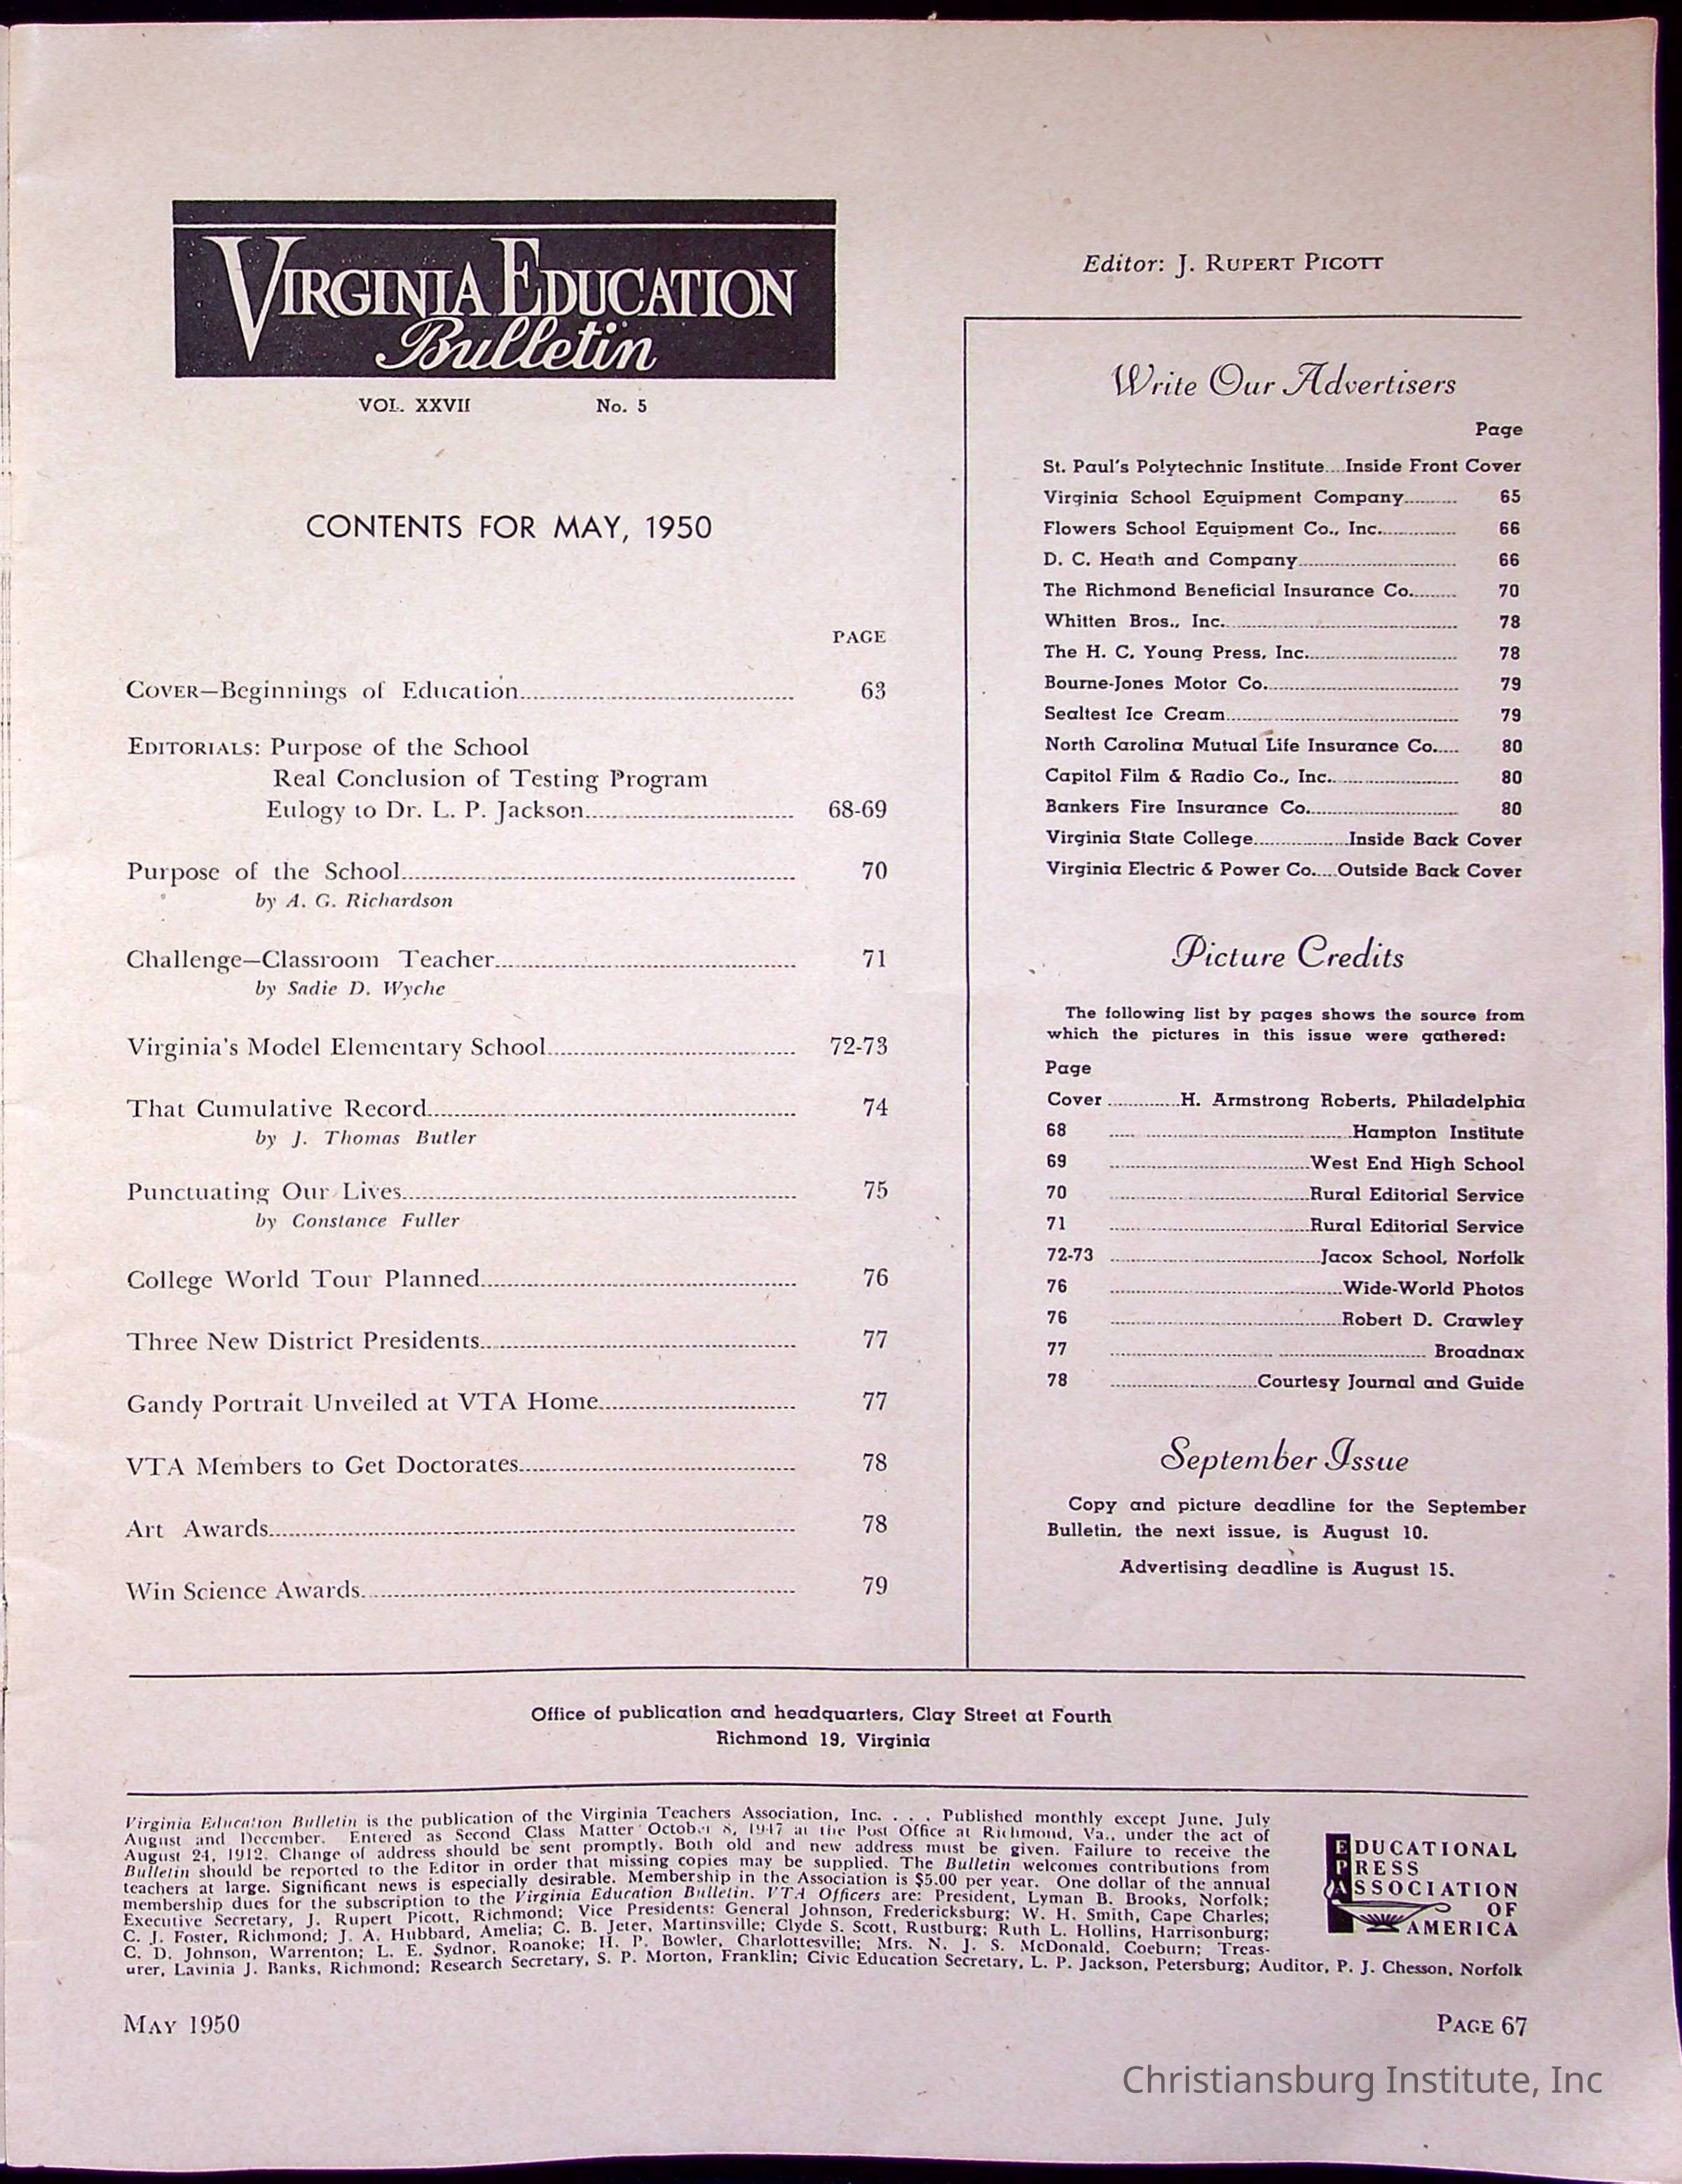 VIRGINIA EDUCATION
Bulletin
VOL. XXVII No. 5
CONTENTS FOR MAY, 1950
PAGE
COVER—Beginnings of Education 63
EDITORIALS: Purpose of the School
Real Conclusion of Testing Program
Eulogy to Dr. L. P. Jackson 68-69
Purpose of the School 70
by A. G. Richardson
Challenge—Classroom Teacher 71
by Sadie D. Wyche
Virginia's Model Elementary School 72-73
That Cumulative Record 74
by J. Thomas Butler
Punctuating Our Lives 75
by Constance Fuller
College World Tour Planned 76
Three New District Presidents 77
Gandy Portrait Unveiled at VTA Home 77
VTA Members to Get Doctorates 78
Art Awards 78
Win Science Awards 79
Editor: J. RUPERT PICOTT
Write Our Advertisers
Page
St. Paul's Polytechnic Institute....Inside Front Cover
Virginia School Equipment Company 65
Flowers School Equipment Co., Inc. 66
D. C. Heath and Company 66
The Richmond Beneficial Insurance Co. 70
Whitten Bros., Inc. 78
The H. C. Young Press, Inc. 78
Bourne-Jones Motor Co. 79
Sealtest Ice Cream 79
North Carolina Mutual Life Insurance Co. 80
Capitol Film & Radio Co., Inc. 80
Bankers Fire Insurance Co. 80
Virginia State College Inside Back Cover
Virginia Electric & Power Co. Outside Back Cover
Picture Credits
The following list by pages shows the source from
which the pictures in this issue were gathered:
Page
Cover H. Armstrong Roberts, Philadelphia
68 Hampton Institute
69 West End High School
70 Rural Editorial Service
71 Rural Editorial Service
72-73 Jacox School, Norfolk
76 Wide-World Photos
76 Robert D. Crawley
77 Broadnax
78 Courtesy Journal and Guide
September Issue
Copy and picture deadline for the September
Bulletin, the next issue, is August 10.
Advertising deadline is August 15.
Office of publication and headquarters, Clay Street at Fourth
Richmond 19, Virginia
Virginia Education Bulletin is the publication of the Virginia Teachers Association, Inc. . . . Published monthly except June, July
August and December. Entered as Second Class Matter October 8, 1947 at the Post Office at Richmond, Va., under the act of
August 24, 1912. Change of address should be sent promptly. Both old and new address must be given. Failure to receive the
Bulletin should be reported to the Editor in order that missing copies may be supplied. The Bulletin welcomes contributions from
teachers at large. Significant news is especially desirable. Membership in the Association is $5.00 per year. One dollar of the annual
membership dues for the subscription to the Virginia Education Bulletin. VTA Officers are: President, Lyman B. Brooks, Norfolk;
Executive Secretary, J. Rupert Picott, Richmond; Vice Presidents: General Johnson, Fredericksburg; W. H. Smith, Cape Charles;
C. J. Foster, Richmond; J. A. Hubbard, Amelia; C. B. Jeter, Martinsville; Clyde S. Scott, Rustburg; Ruth L. Hollins, Harrisonburg;
C. D. Johnson, Warrenton; L. E. Sydnor, Roanoke; H. P. Bowler, Charlottesville; Mrs. N. J. S. McDonald, Coeburn; Treas-
urer, Lavinia J. Banks, Richmond; Research Secretary, S. P. Morton, Franklin; Civic Education Secretary, L. P. Jackson, Petersburg; Auditor, P. J. Chesson, Norfolk
EDUCATIONAL
PRESS
ASSOCIATION
OF
AMERICA
MAY 1950
PAGE 67
Christiansburg Institute, Inc